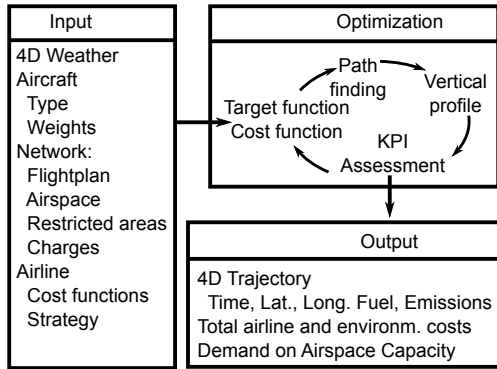 Input
4D Weather
Aircraft
Type
Weights
Network:
Flightplan
Airspace
Restricted areas
Charges
Airline
Cost functions
Strategy
Optimization
Path
finding
Vertical
profile
Target function
Cost function
KPI
Assessment
Output
4D Trajectory
Time, Lat., Long. Fuel, Emissions
Total airline and environm. costs
Demand on Airspace Capacity